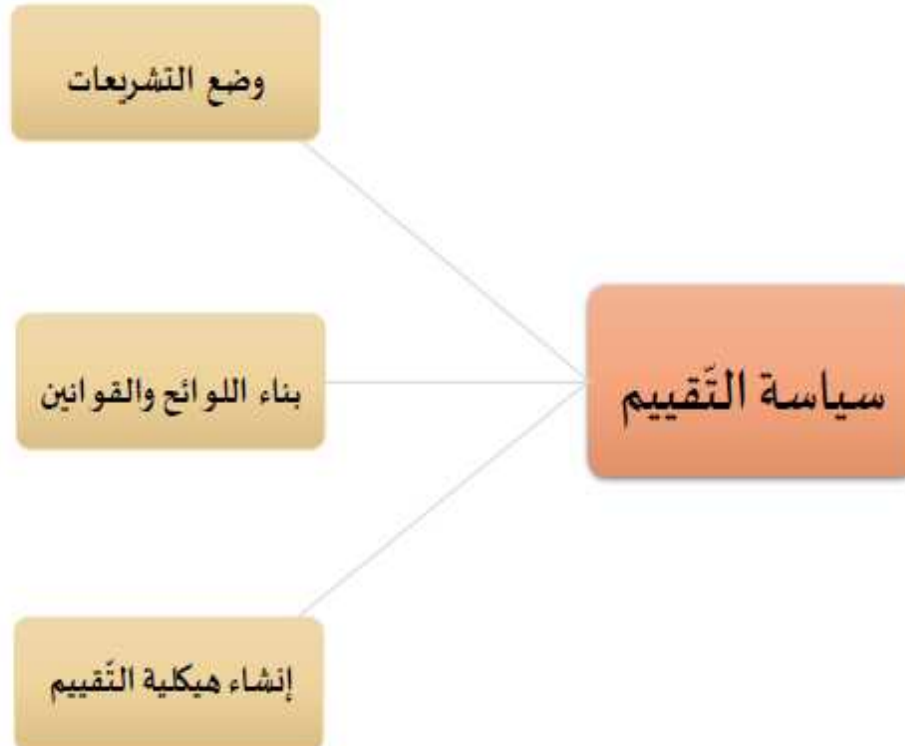 وضع التشريعات
سياسة التّقييم
بناء اللوائح والقوانين
إنشاء هيكلية التّقييم